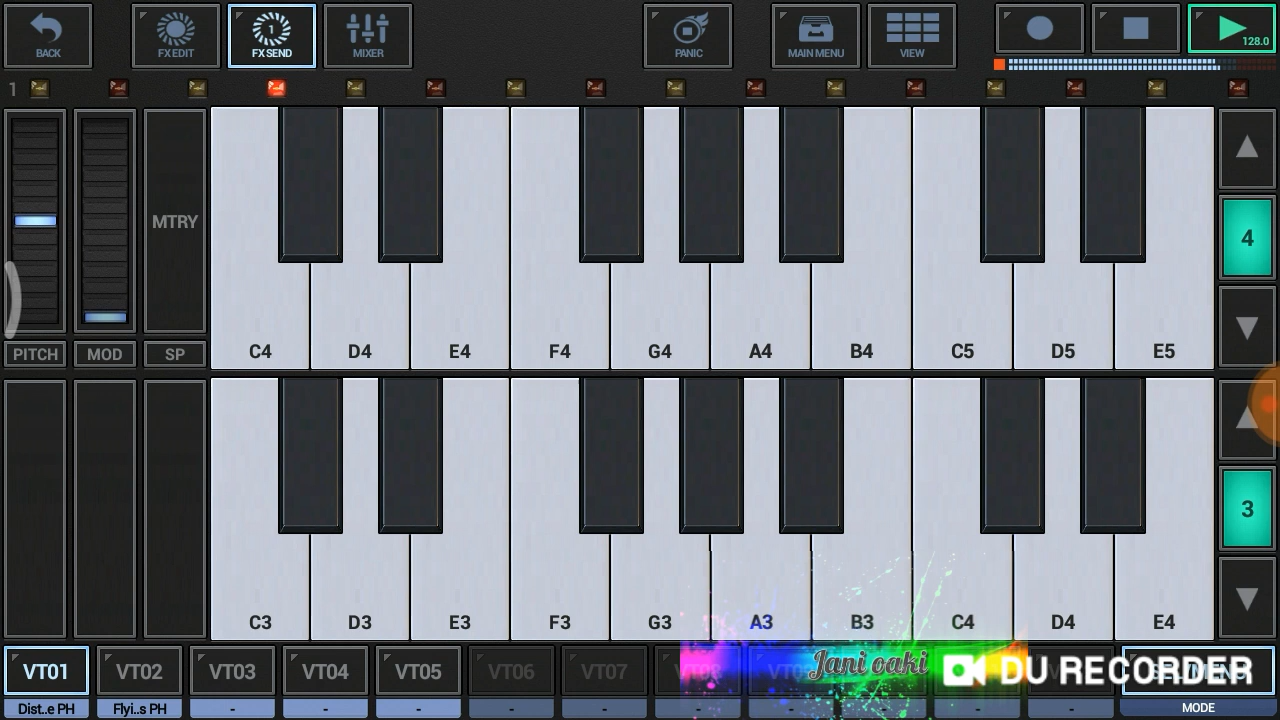 BACK FX EDIT 1 FX SEND MIXER PANIC MAIN MENU VIEW 128.0
1
MTRY
4
PITCH MOD SP C4 D4 E4 F4 G4 A4 B4 C5 D5 E5
3
C3 D3 E3 F3 G3 A3 B3 C4 D4 E4
VT01 VT02 VT03 VT04 VT05 VT06 VT07 VT08 Jani oaki DU RECORDER
Dist..e PH Flyi..s PH - - - - - - - - - - MODE